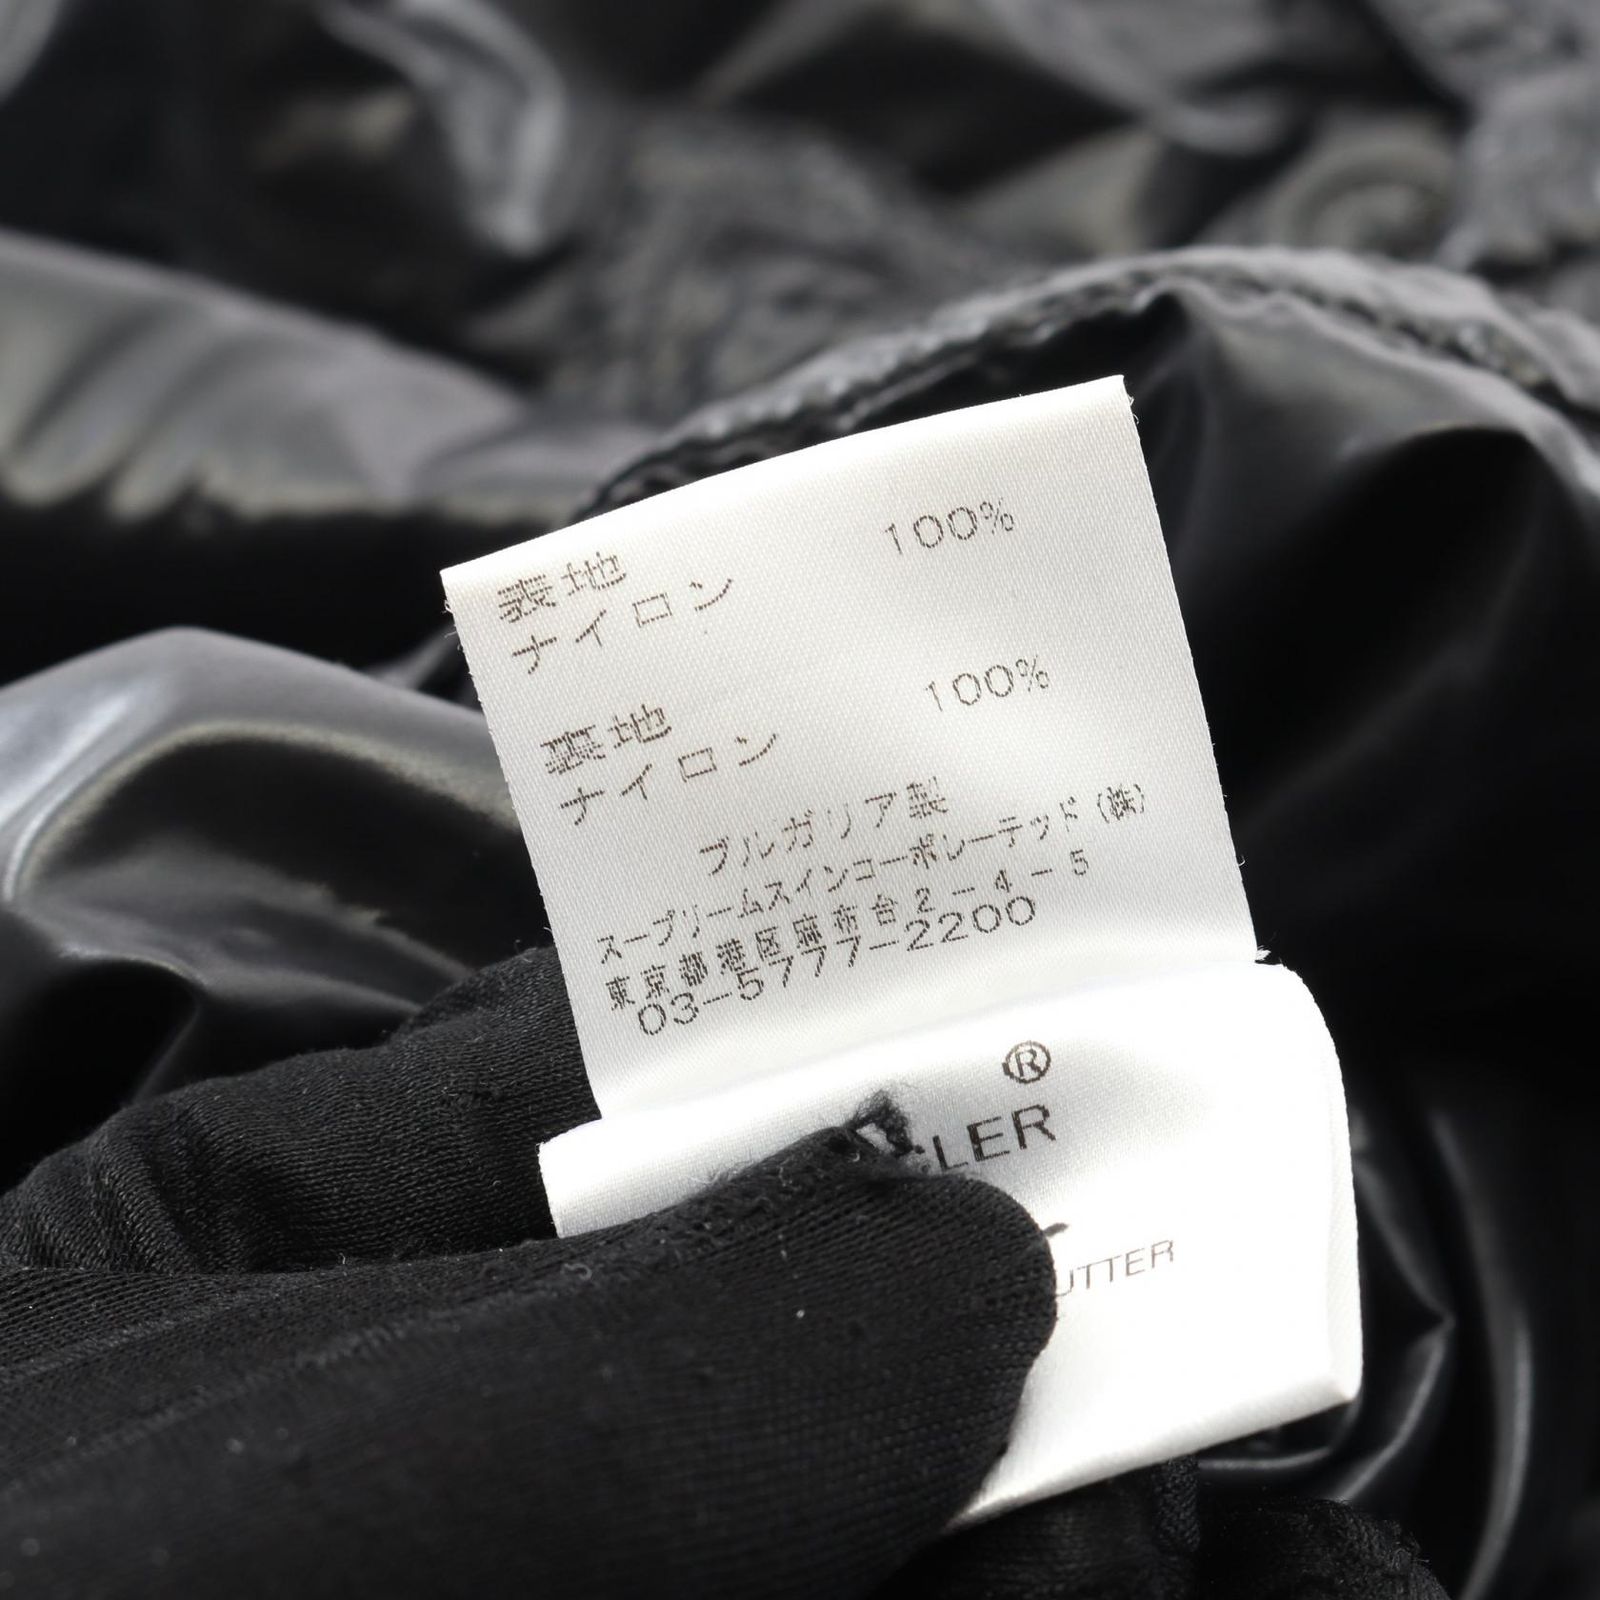 表地
ナイロン 100%
裏地
ナイロン 100%
ブルガリア製
スープリームスインコーポレーテッド(株)
東京都港区麻布台2-4-5
03-5777-2200
®
LER
UTTER